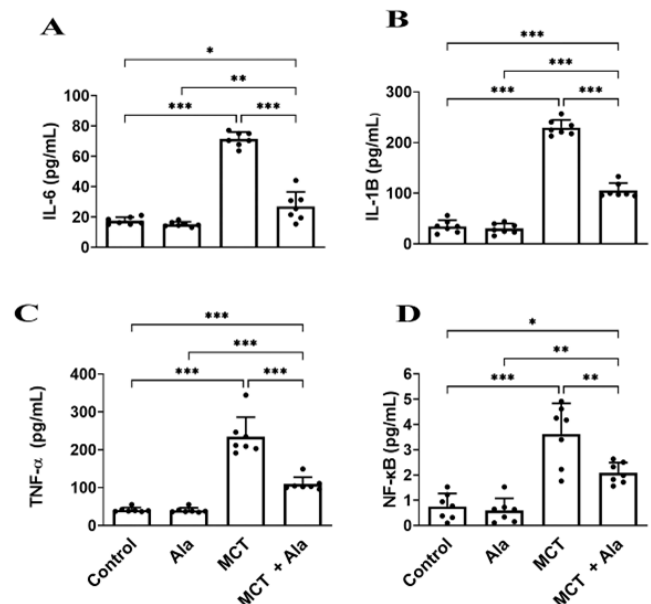 A
*
**
***
***
IL-6 (pg/mL)
100
80
60
40
20
0
B
***
***
***
***
IL-1B (pg/mL)
300
200
100
0
C
***
***
***
***
TNF-α (pg/mL)
400
300
200
100
0
Control
Ala
MCT
MCT + Ala
D
*
**
***
**
NF-κB (pg/mL)
6
5
4
3
2
1
0
Control
Ala
MCT
MCT + Ala